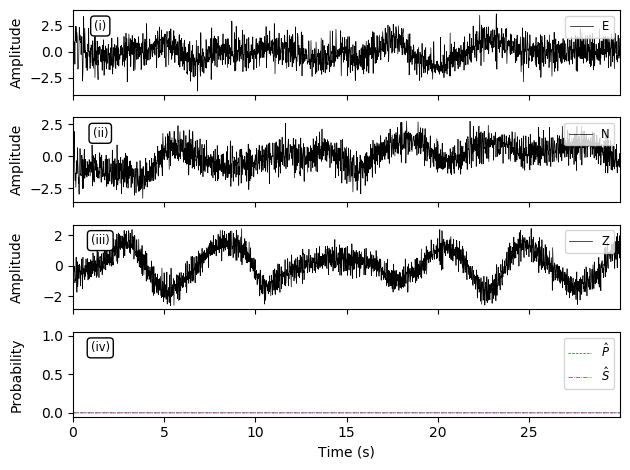 2.5
0.0
−2.5
Amplitude
(i)
E
2.5
0.0
−2.5
Amplitude
(ii)
N
2
0
−2
Amplitude
(iii)
Z
1.0
0.5
0.0
Probability
(iv)
P̂
Ŝ
0 5 10 15 20 25
Time (s)